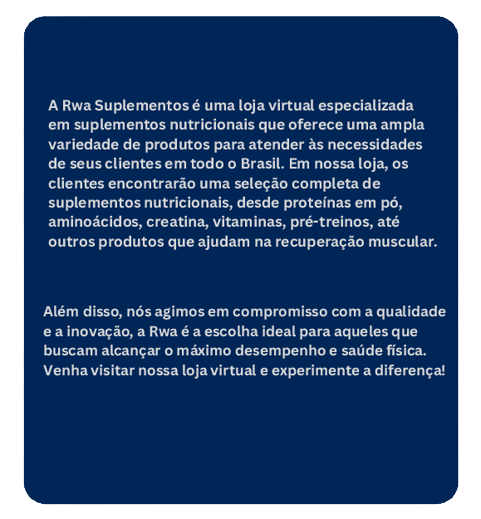 A Rwa Suplementos é uma loja virtual especializada
em suplementos nutricionais que oferece uma ampla
variedade de produtos para atender às necessidades
de seus clientes em todo o Brasil. Em nossa loja, os
clientes encontrarão uma seleção completa de
suplementos nutricionais, desde proteínas em pó,
aminoácidos, creatina, vitaminas, pré-treinos, até
outros produtos que ajudam na recuperação muscular.
Além disso, nós agimos em compromisso com a qualidade
e a inovação, a Rwa é a escolha ideal para aqueles que
buscam alcançar o máximo desempenho e saúde física.
Venha visitar nossa loja virtual e experimente a diferença!